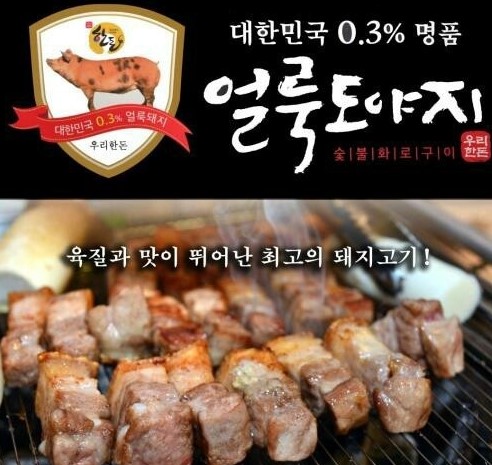 한돈
대한민국 0.3% 얼룩돼지
우리한돈
대한민국 0.3% 명품
얼룩도야지
숯|불|화|로|구|이
우리
한돈
육질과 맛이 뛰어난 최고의 돼지고기!